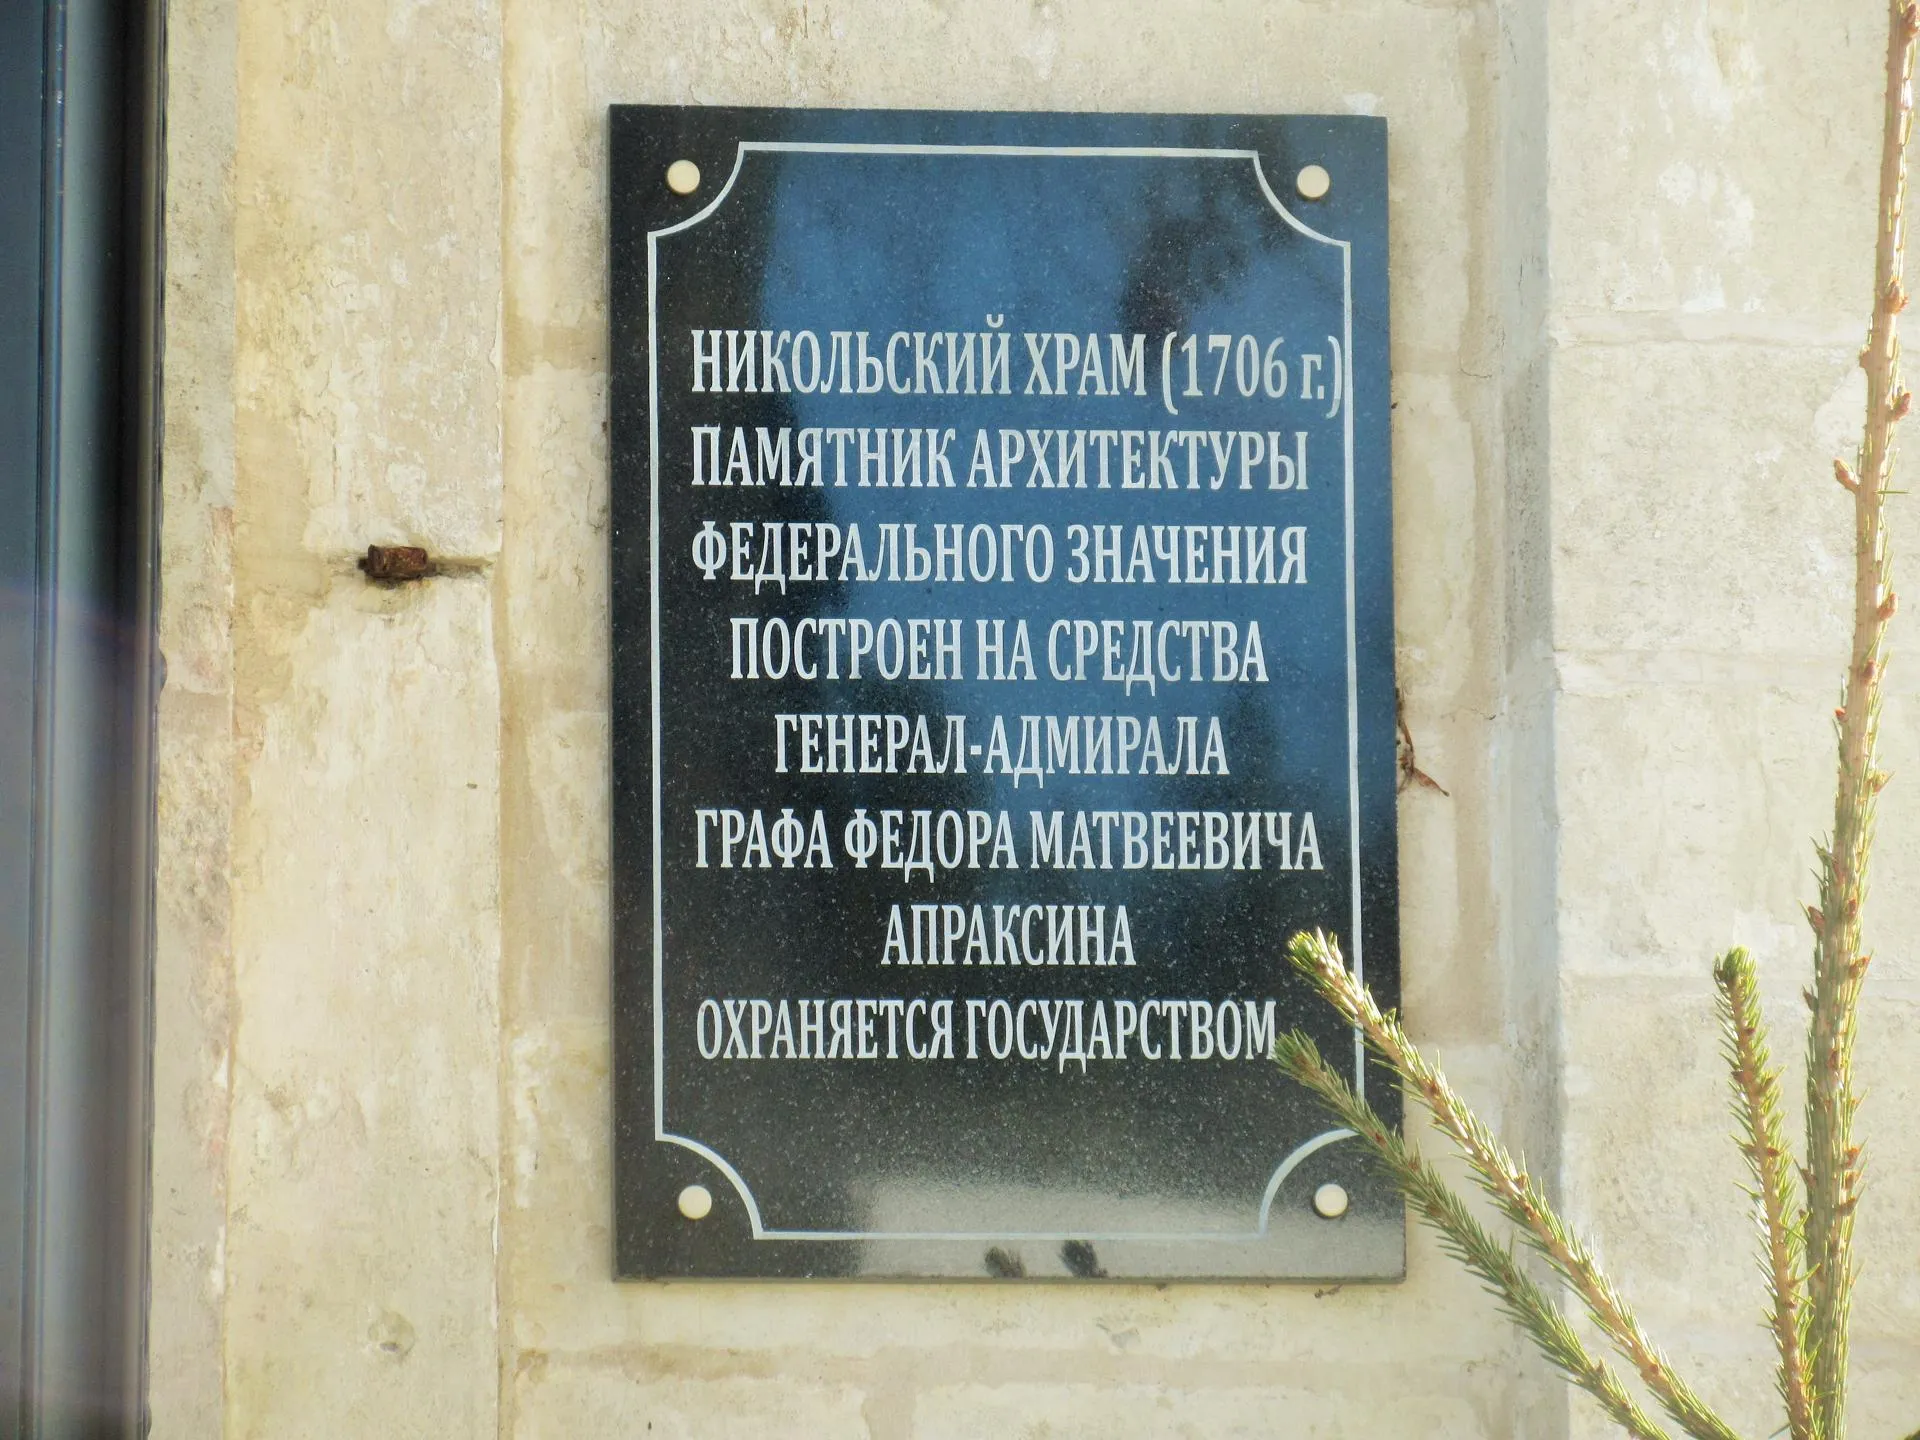 НИКОЛЬСКИЙ ХРАМ (1706 г.)
ПАМЯТНИК АРХИТЕКТУРЫ
ФЕДЕРАЛЬНОГО ЗНАЧЕНИЯ
ПОСТРОЕН НА СРЕДСТВА
ГЕНЕРАЛ-АДМИРАЛА
ГРАФА ФЕДОРА МАТВЕЕВИЧА
АПРАКСИНА
ОХРАНЯЕТСЯ ГОСУДАРСТВОМ